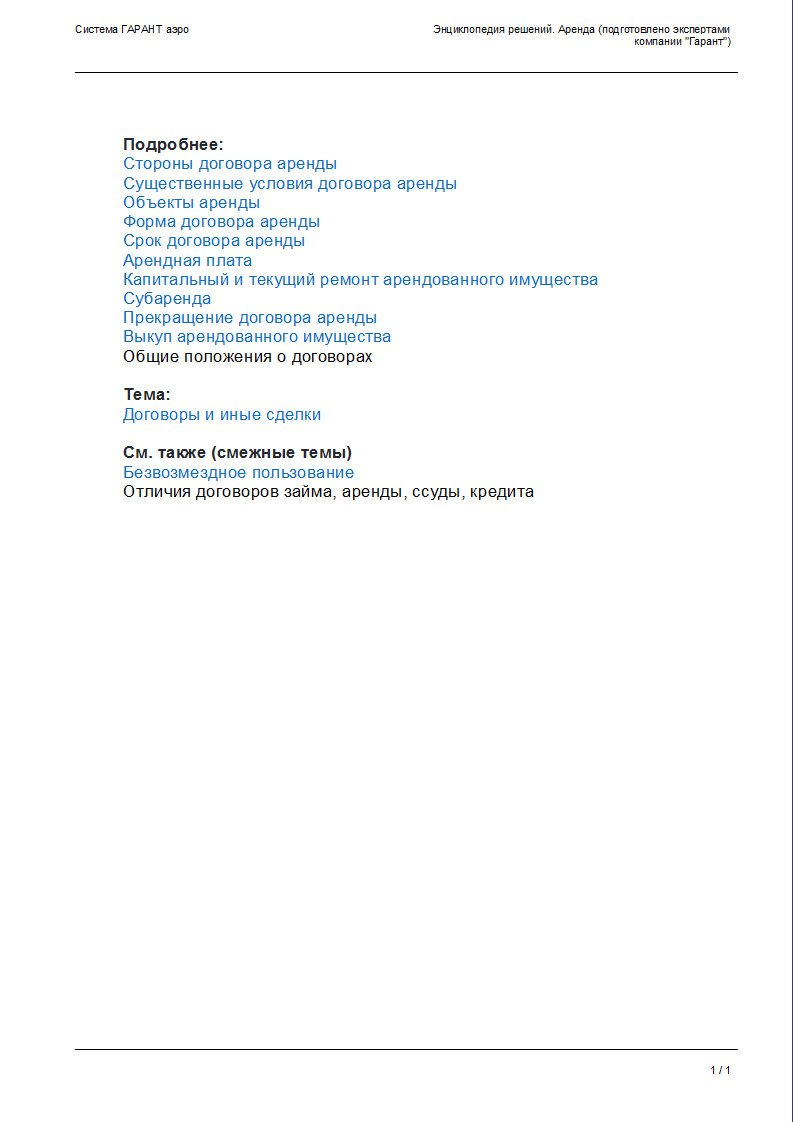 Система ГАРАНТ аэро
Энциклопедия решений. Аренда (подготовлено экспертами
компании "Гарант")
Подробнее:
Стороны договора аренды
Существенные условия договора аренды
Объекты аренды
Форма договора аренды
Срок договора аренды
Арендная плата
Капитальный и текущий ремонт арендованного имущества
Субаренда
Прекращение договора аренды
Выкуп арендованного имущества
Общие положения о договорах
Тема:
Договоры и иные сделки
См. также (смежные темы)
Безвозмездное пользование
Отличия договоров займа, аренды, ссуды, кредита
1 / 1